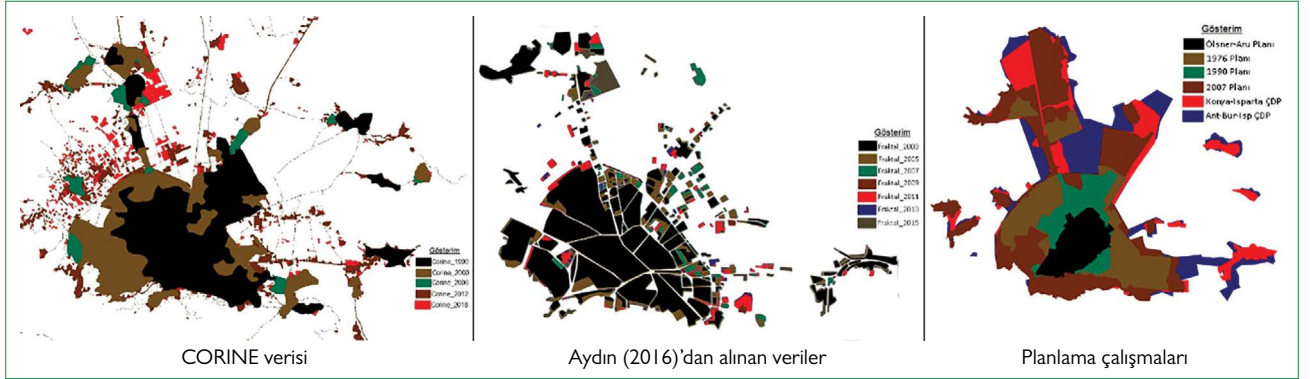 Gösterim
Corine_1990
Corine_2000
Corine_2006
Corine_2012
Corine_2018
CORINE verisi
Gösterim
Fraktal_2003
Fraktal_2005
Fraktal_2007
Fraktal_2009
Fraktal_2011
Fraktal_2013
Fraktal_2015
Aydın (2016)'dan alınan veriler
Gösterim
Ölsner-Aru Planı
1976 Planı
1990 Planı
2007 Planı
Konya-Isparta ÇDP
Ant-Bur-Isp ÇDP
Planlama çalışmaları